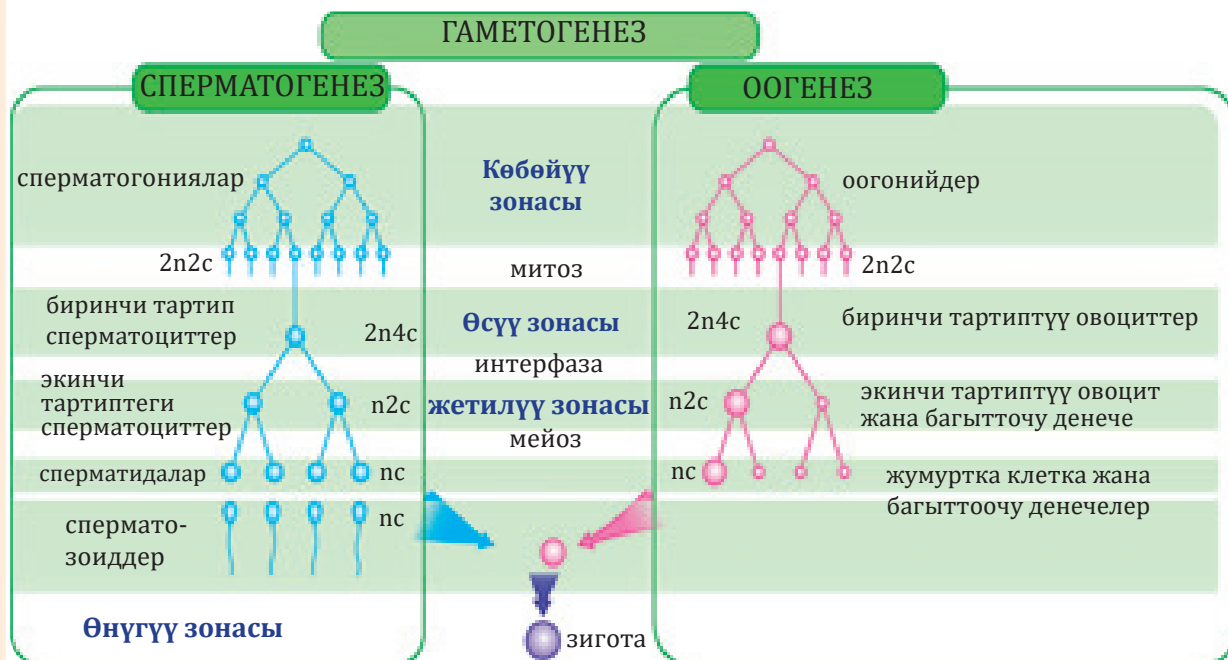 ГАМЕТОГЕНЕЗ
СПЕРМАТОГЕНЕЗ
ООГЕНЕЗ
сперматогониялар
Көбөйүү
зонасы
оогонийдер
2n2c
митоз
2n2c
биринчи тартип
сперматоциттер
2n4c
Өсүү зонасы
2n4c
биринчи тартиптүү овоциттер
интерфаза
экинчи
тартиптеги
сперматоциттер
n2c
жетилүү зонасы
n2c
экинчи тартиптүү овоцит
жана багытточу денече
мейоз
сперматидалар
nc
nc
жумуртка клетка жана
багыттоочу денечелер
спермато-
зоиддер
nc
Өнүгүү зонасы
зигота